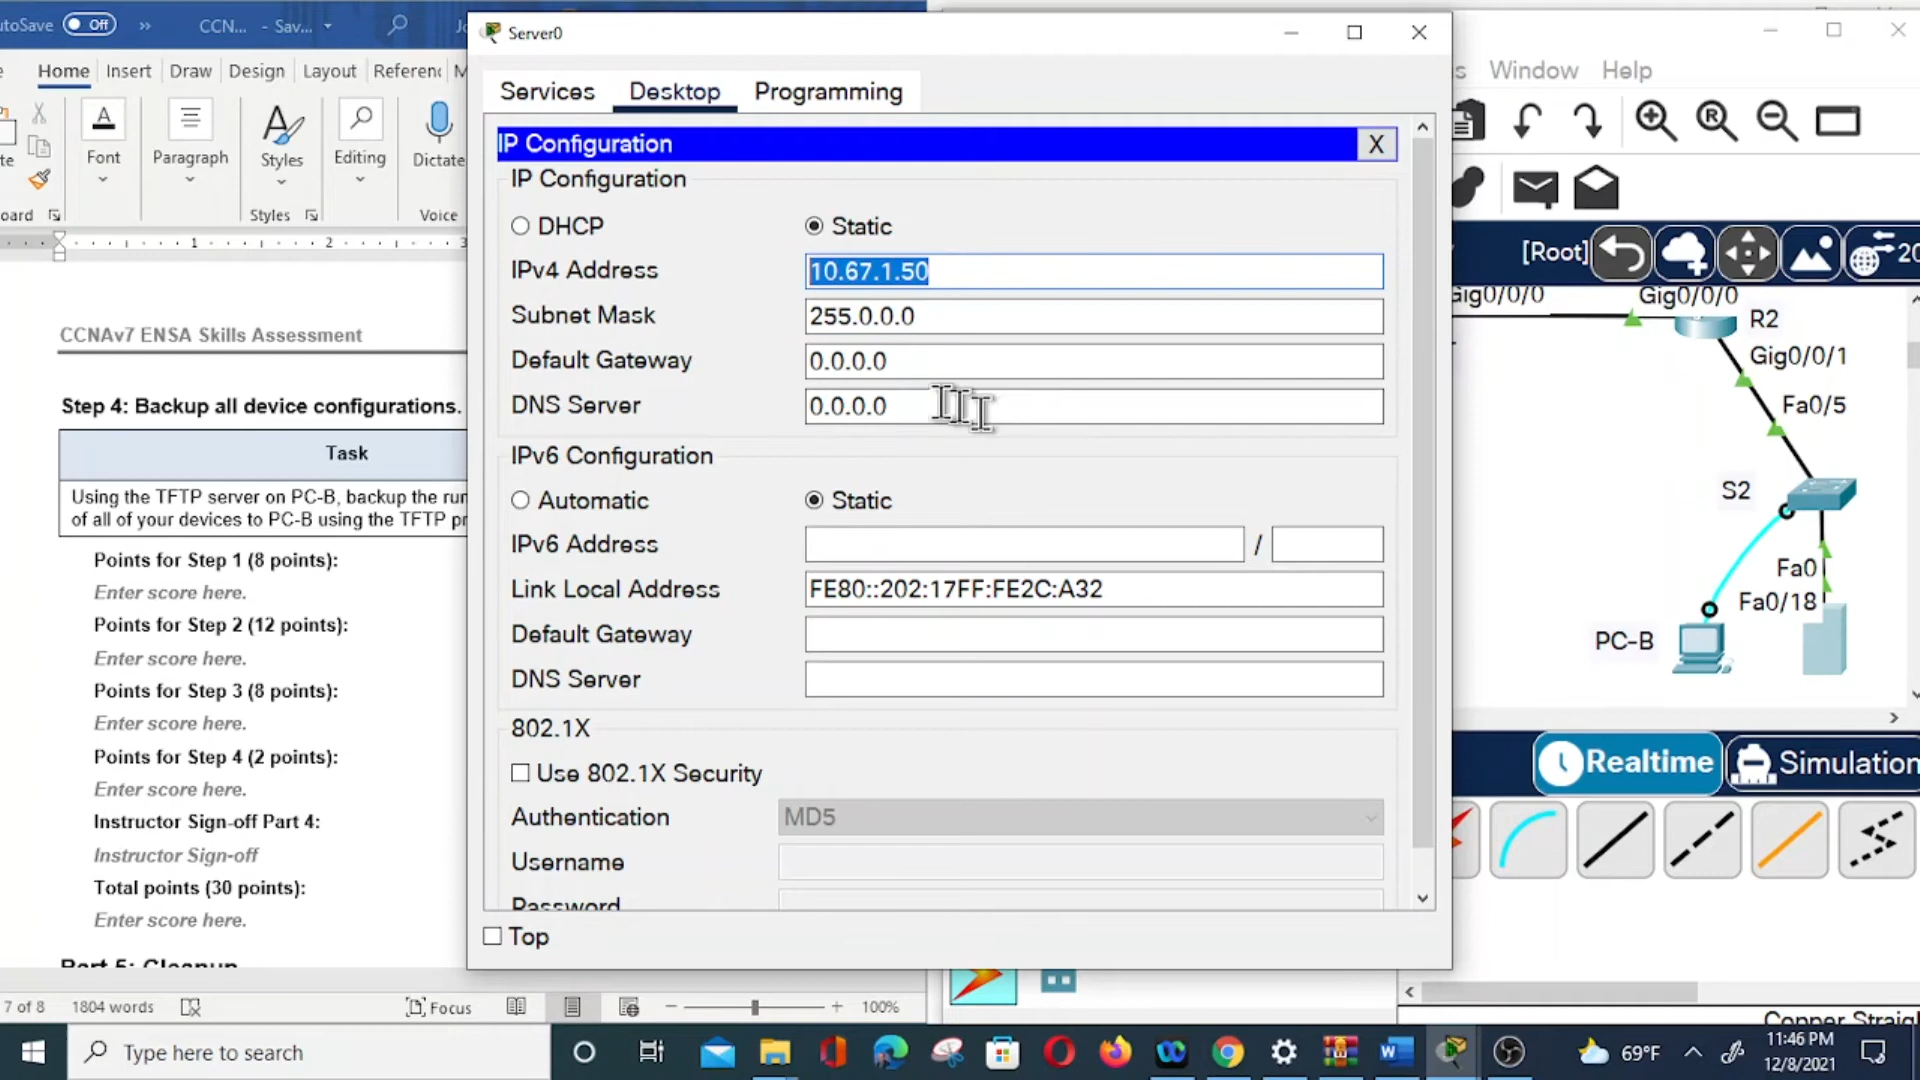 utoSave Off » CCN... - Sav...
Home Insert Draw Design Layout
Font Paragraph Styles Editing Dictate
Styles Voice
1 2 3
CCNAv7 ENSA Skills Assessment
Step 4: Backup all device configurations.
Task
Using the TFTP server on PC-B, backup the
of all of your devices to PC-B using the TFTP
Points for Step 1 (8 points):
Enter score here.
Points for Step 2 (12 points):
Enter score here.
Points for Step 3 (8 points):
Enter score here.
Points for Step 4 (2 points):
Enter score here.
Instructor Sign-off Part 4:
Instructor Sign-off
Total points (30 points):
Enter score here.
Part 5: Cleanup
7 of 8 1804 words Focus 100%
Server0
Services Desktop Programming
IP Configuration X
IP Configuration
DHCP Static
IPv4 Address 10.67.1.50
Subnet Mask 255.0.0.0
Default Gateway 0.0.0.0
DNS Server 0.0.0.0
IPv6 Configuration
Automatic Static
IPv6 Address /
Link Local Address FE80::202:17FF:FE2C:A32
Default Gateway
DNS Server
802.1X
Use 802.1X Security
Authentication MD5
Username
Password
Top
Window Help
[Root]
Gig0/0/0 Gig0/0/0
R2
Gig0/0/1
Fa0/5
S2
Fa0
Fa0/18
PC-B
Realtime Simulation
Copper Straigh
Type here to search
69°F
11:46 PM
12/8/2021